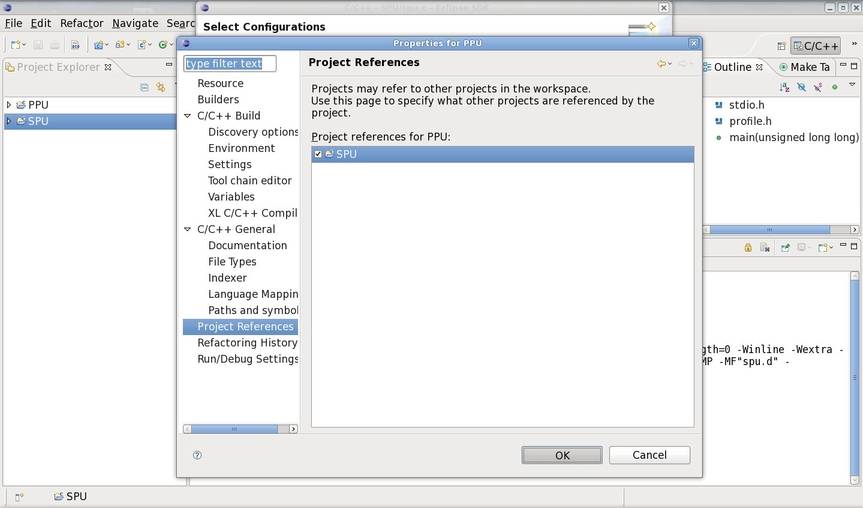 File Edit Refactor Navigate
Select Configurations
C/C++
Properties for PPU
Project Explorer
PPU
SPU
type filter text
Resource
Builders
C/C++ Build
Discovery options
Environment
Settings
Tool chain editor
Variables
XL C/C++ Compil
C/C++ General
Documentation
File Types
Indexer
Language Mappin
Paths and symbol
Project References
Refactoring History
Run/Debug Settings
Project References
Projects may refer to other projects in the workspace.
Use this page to specify what other projects are referenced by the
project.
Project references for PPU:
SPU
OK
Cancel
Outline
Make Ta
stdio.h
profile.h
main(unsigned long long)
gth=0 -Winline -Wextra -
MP -MF"spu.d" -
SPU